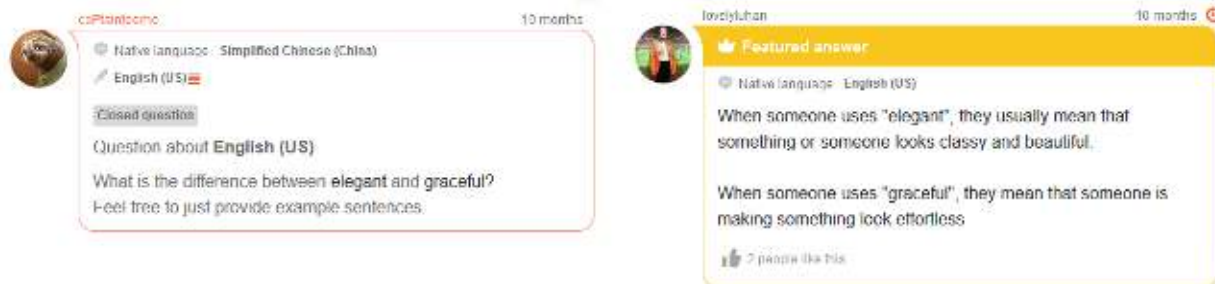 10 months
Native language Simplified Chinese (China)
English (US)
Closed question
Question about English (US)
What is the difference between elegant and graceful?
Feel free to just provide example sentences
lovelyluhan
10 months
Featured answer
Native language English (US)
When someone uses "elegant", they usually mean that
something or someone looks classy and beautiful.
When someone uses "graceful", they mean that someone is
making something look effortless
2 people like this